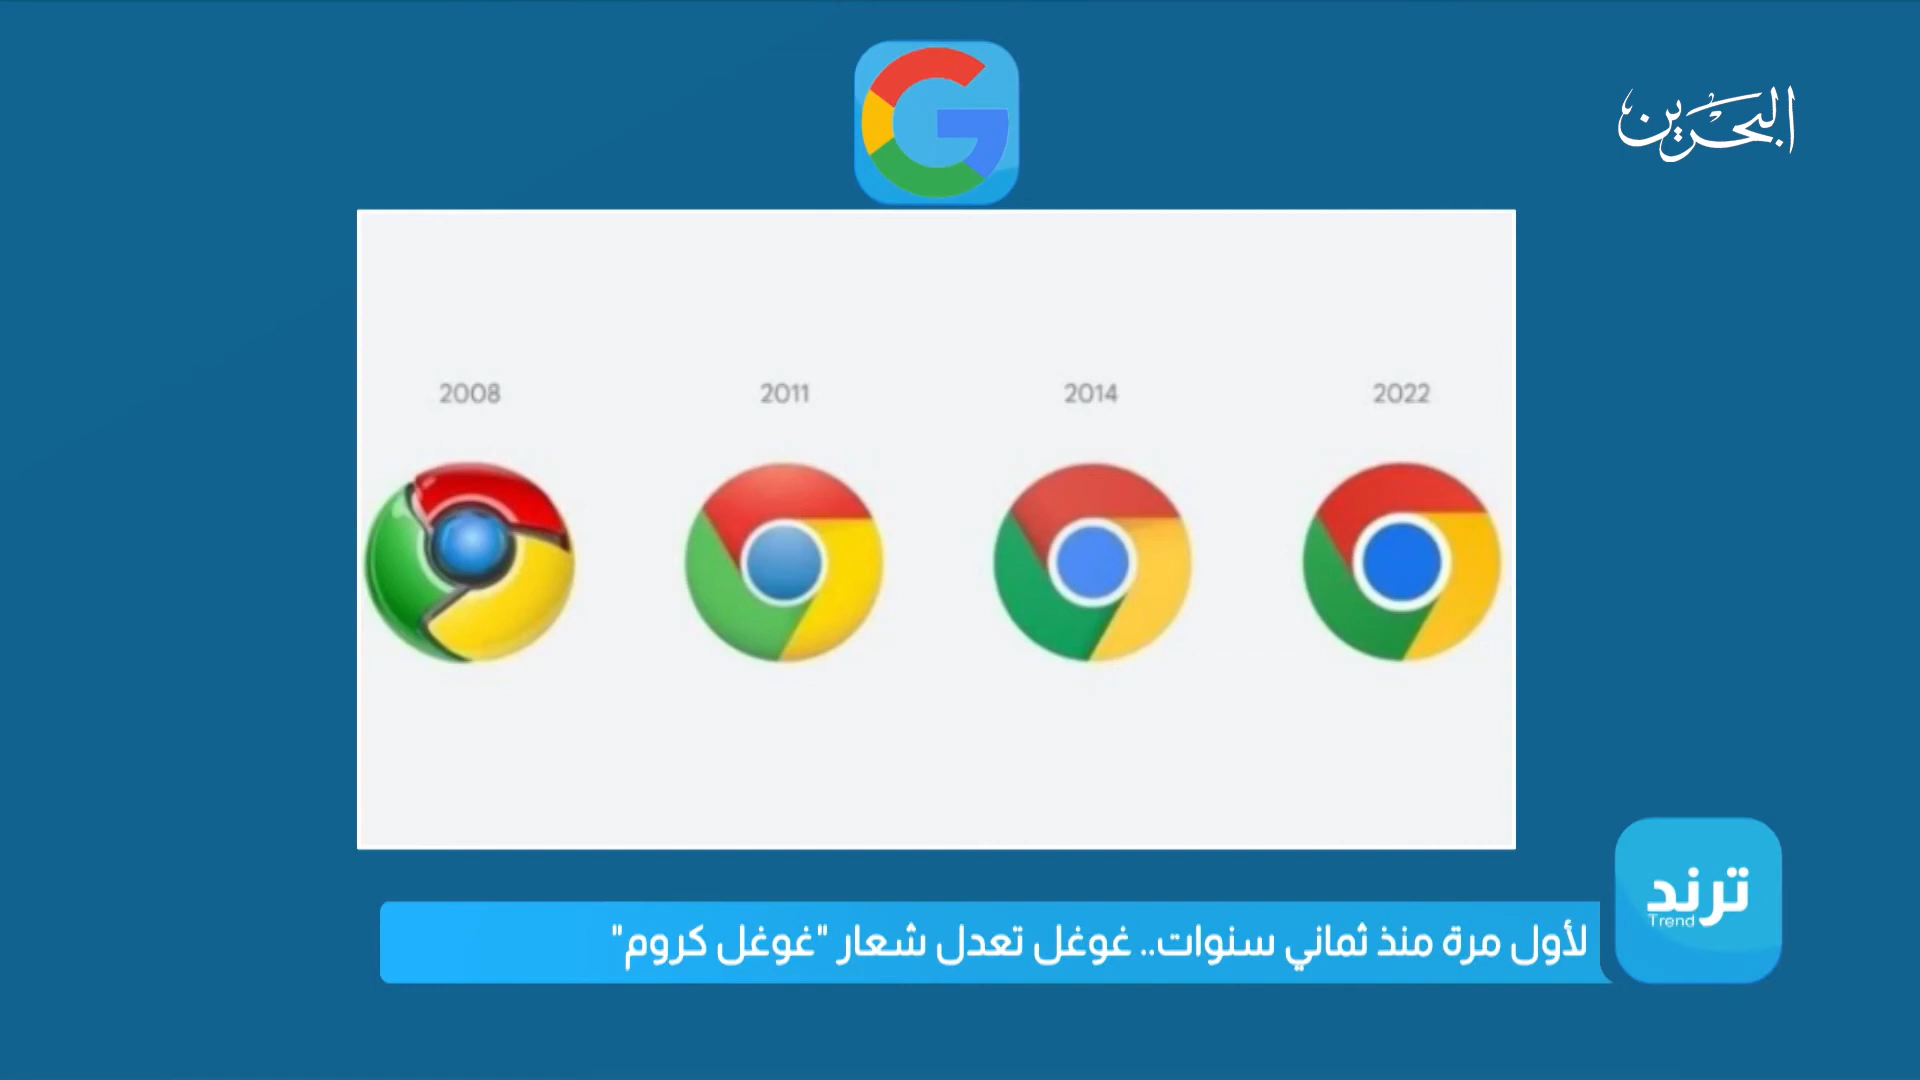 البحرين
2008 2011 2014 2022
ترند
Trend
لأول مرة منذ ثماني سنوات.. غوغل تعدل شعار "غوغل كروم"